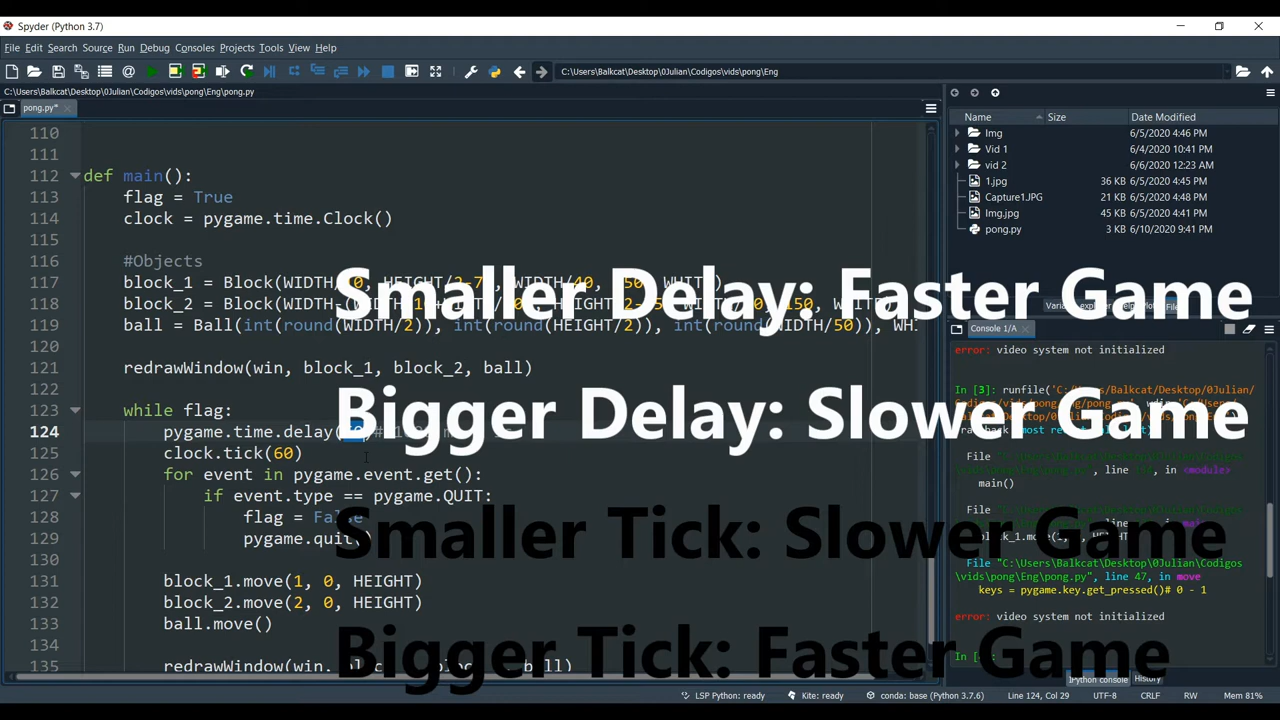 Spyder (Python 3.7)
File Edit Search Source Run Debug Consoles Projects Tools View Help
C:\Users\Balkcat\Desktop\0Julian\Codigos\vids\pong\Eng
C:\Users\Balkcat\Desktop\0Julian\Codigos\vids\pong\Eng\pong.py
pong.py*
110
111
112 def main():
113 flag = True
114 clock = pygame.time.Clock()
115
116 #Objects
117 block_1 = Block(
118 block_2 = Block(
119 ball = Ball(int(round(WIDTH/2)), int(round(HEIGHT/2)), int(round(WIDTH/50)),
120
121 redrawWindow(win, block_1, block_2, ball)
122
123 while flag:
124 pygame.time.delay(
125 clock.tick(60)
126 for event in pygame.event.get():
127 if event.type == pygame.QUIT:
128 flag = False
129 pygame.quit()
130
131 block_1.move(1, 0, HEIGHT)
132 block_2.move(2, 0, HEIGHT)
133 ball.move()
134
135 redrawWindow(win, ball)
Smaller Delay: Faster Game
Bigger Delay: Slower Game
Smaller Tick: Slower Game
Bigger Tick: Faster Game
Name Size Date Modified
Img 6/5/2020 4:46 PM
Vid 1 6/4/2020 10:41 PM
vid 2 6/6/2020 12:23 AM
1.jpg 36 KB 6/5/2020 4:45 PM
Capture1.JPG 21 KB 6/5/2020 4:48 PM
Img.jpg 45 KB 6/5/2020 4:41 PM
pong.py 3 KB 6/10/2020 9:41 PM
Console 1/A
error: video system not initialized
In [3]: runfile('C:/Users/Balkcat/Desktop/0Julian/
main()
File "C:\Users\Balkcat\Desktop\0Julian\Codigos
\vids\pong\Eng\pong.py", line 47, in move
keys = pygame.key.get_pressed()# 0 - 1
error: video system not initialized
IPython console History
LSP Python: ready Kite: ready conda: base (Python 3.7.6) Line 124, Col 29 UTF-8 CRLF RW Mem 81%